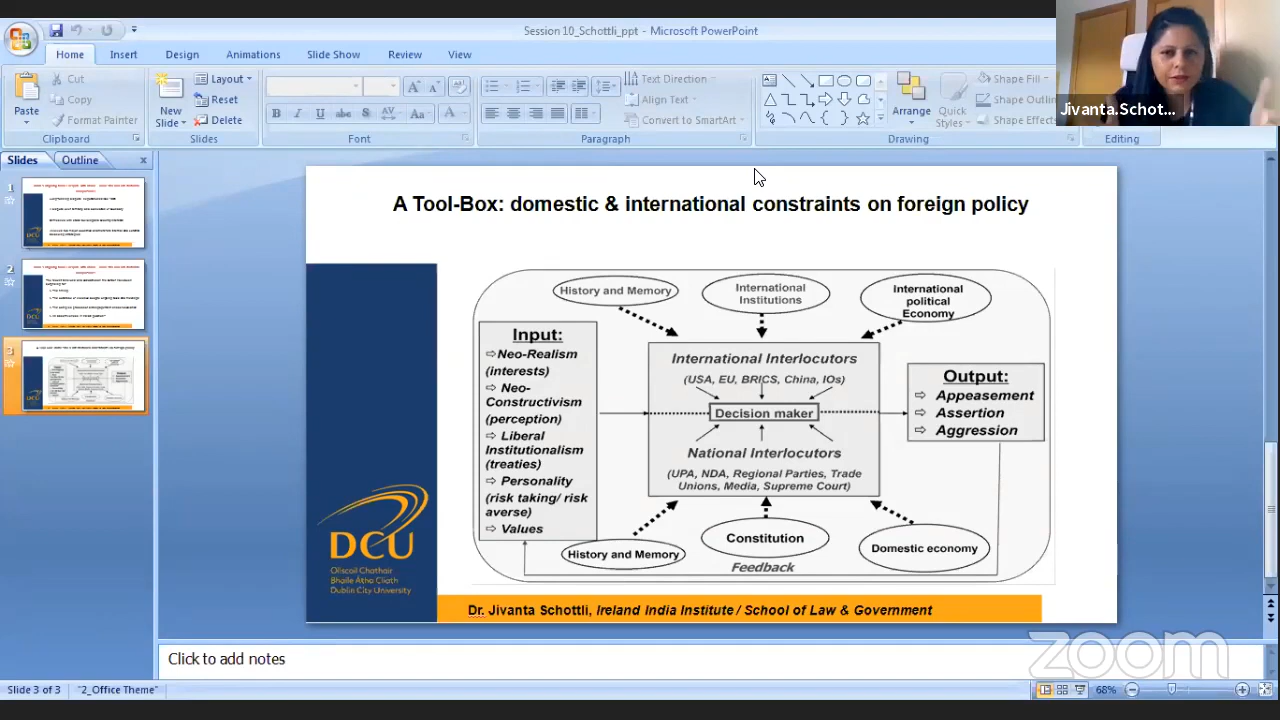 Session 10_Schottli_ppt - Microsoft PowerPoint
Home Insert Design Animations Slide Show Review View
Cut
Copy
Format Painter
Paste
Clipboard
New
Slide
Layout
Reset
Delete
Slides
B I U abc AV Aa A
Font
Text Direction
Align Text
Convert to SmartArt
Paragraph
Arrange
Quick
Styles
Shape Fill
Shape Outlin
Shape Effects
Drawing
Editing
Jivanta.Schot...
Slides Outline x
1
2
3
A Tool-Box: domestic & international constraints on foreign policy
History and Memory
International
Institutions
International
political
Economy
Input:
⇨Neo-Realism
(interests)
⇨ Neo-
Constructivism
(perception)
⇨ Liberal
Institutionalism
(treaties)
⇨ Personality
(risk taking/ risk
averse)
⇨ Values
International Interlocutors
(USA, EU, BRICS, China, IOs)
Decision maker
National Interlocutors
(UPA, NDA, Regional Parties, Trade
Unions, Media, Supreme Court)
Output:
⇨ Appeasement
⇨ Assertion
⇨ Aggression
History and Memory
Constitution
Domestic economy
Feedback
DCU
Ollscoil Chathair
Bhaile Átha Cliath
Dublin City University
Dr. Jivanta Schottli, Ireland India Institute / School of Law & Government
Click to add notes
zoom
Slide 3 of 3 "2_Office Theme" 68%